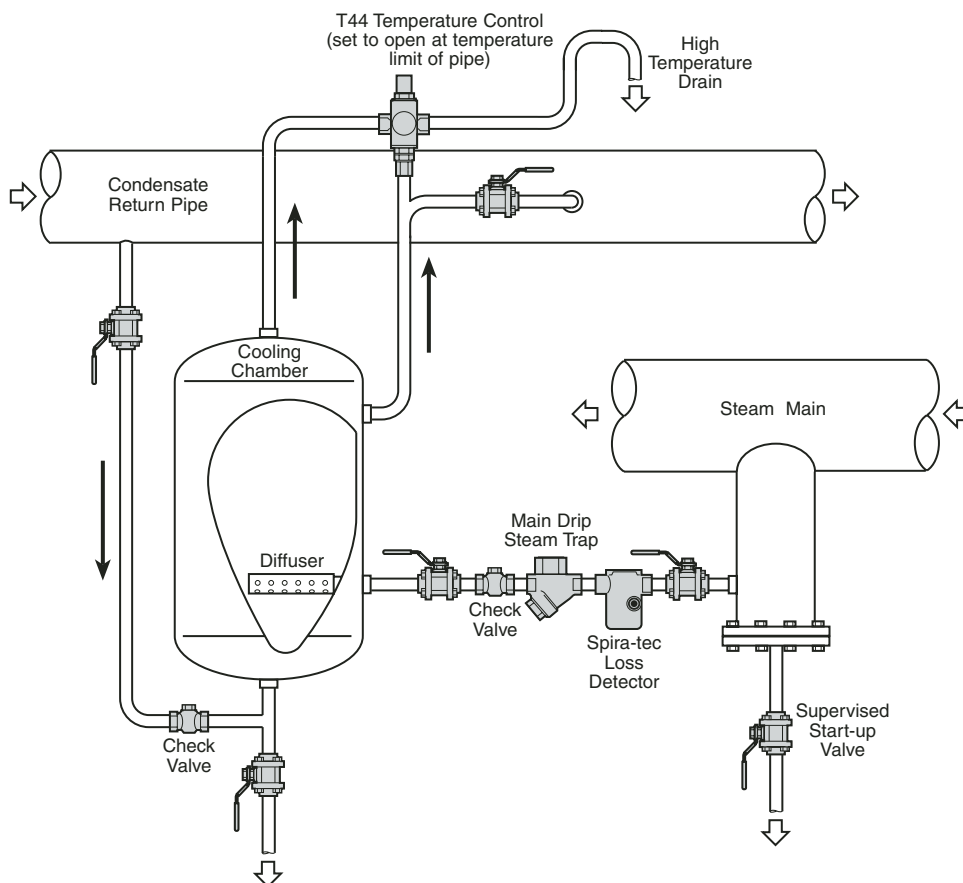 T44 Temperature Control
(set to open at temperature
limit of pipe)
High
Temperature
Drain
Condensate
Return Pipe
Cooling
Chamber
Steam Main
Main Drip
Steam Trap
Diffuser
Check
Valve
Spira-tec
Loss
Detector
Supervised
Start-up
Valve
Check
Valve